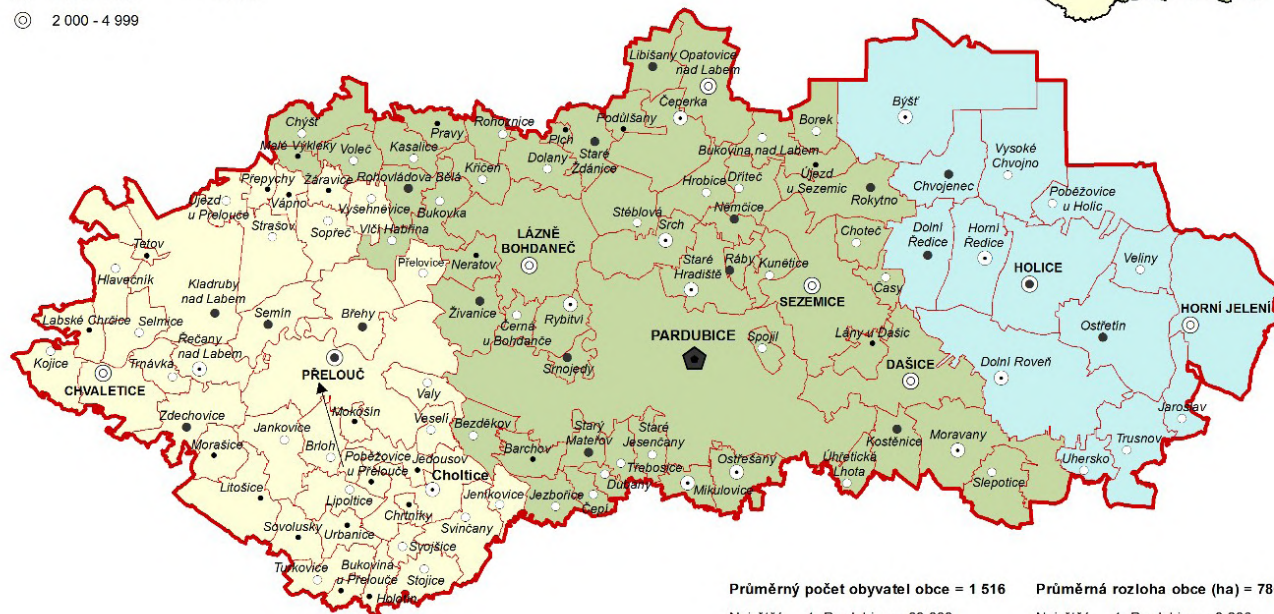 2 000 - 4 999
Libišany
Opatovice
nad Labem
Čeperka
Býšť
Chýšť
Malé Výkleky
Voleč
Kasalice
Pravy
Rohoznice
Plch
Podůlšany
Staré
Ždánice
Dolany
Borek
Bukovina nad Labem
Újezd
u Sezemic
Vysoké
Chvojno
Přepychy
Vápno
Žáravice
Rohovládova Bělá
Křičeň
Hrobice
Dříteč
Němčice
Rokytno
Chvojenec
Poběžovice
u Holic
Újezd
u Přelouče
Strašov
Sopřeč
Vyšehněvice
Vlčí Habřina
Bukovka
Stéblová
Srch
Choteč
Dolní
Ředice
Horní
Ředice
HOLICE
Veliny
Tetov
Hlavečník
Přelovice
Neratov
LÁZNĚ
BOHDANEČ
Staré
Hradiště
Ráby
Kunětice
SEZEMICE
Časy
HORNÍ JELENÍ
Kladruby
nad Labem
Živanice
Černá
u Bohdanče
Rybitví
Labské Chrčice
Selmice
Semín
Břehy
Ostřetín
Kojice
Trnávka
Řečany
nad Labem
Srnojedy
PARDUBICE
Spojil
Lány u Dašic
CHVALETICE
PŘELOUČ
DAŠICE
Dolní Roveň
Zdechovice
Valy
Mokošín
Veselí
Jaroslav
Morašice
Jankovice
Brloh
Bezděkov
Barchov
Starý
Mateřov
Staré
Jesenčany
Kostěnice
Moravany
Trusnov
Uhersko
Litošice
Poběžovice
u Přelouče
Jedousov
Choltice
Třebosice
Ostřešany
Úhřetická
Lhota
Slepotice
Lipoltice
Chrtníky
Jeníkovice
Jezbořice
Čepí
Dubany
Mikulovice
Sovolusky
Urbanice
Svinčany
Svojšice
Turkovice
Bukovina
u Přelouče
Holotín
Stojice
Průměrný počet obyvatel obce = 1 516
Průměrná rozloha obce (ha) = 78